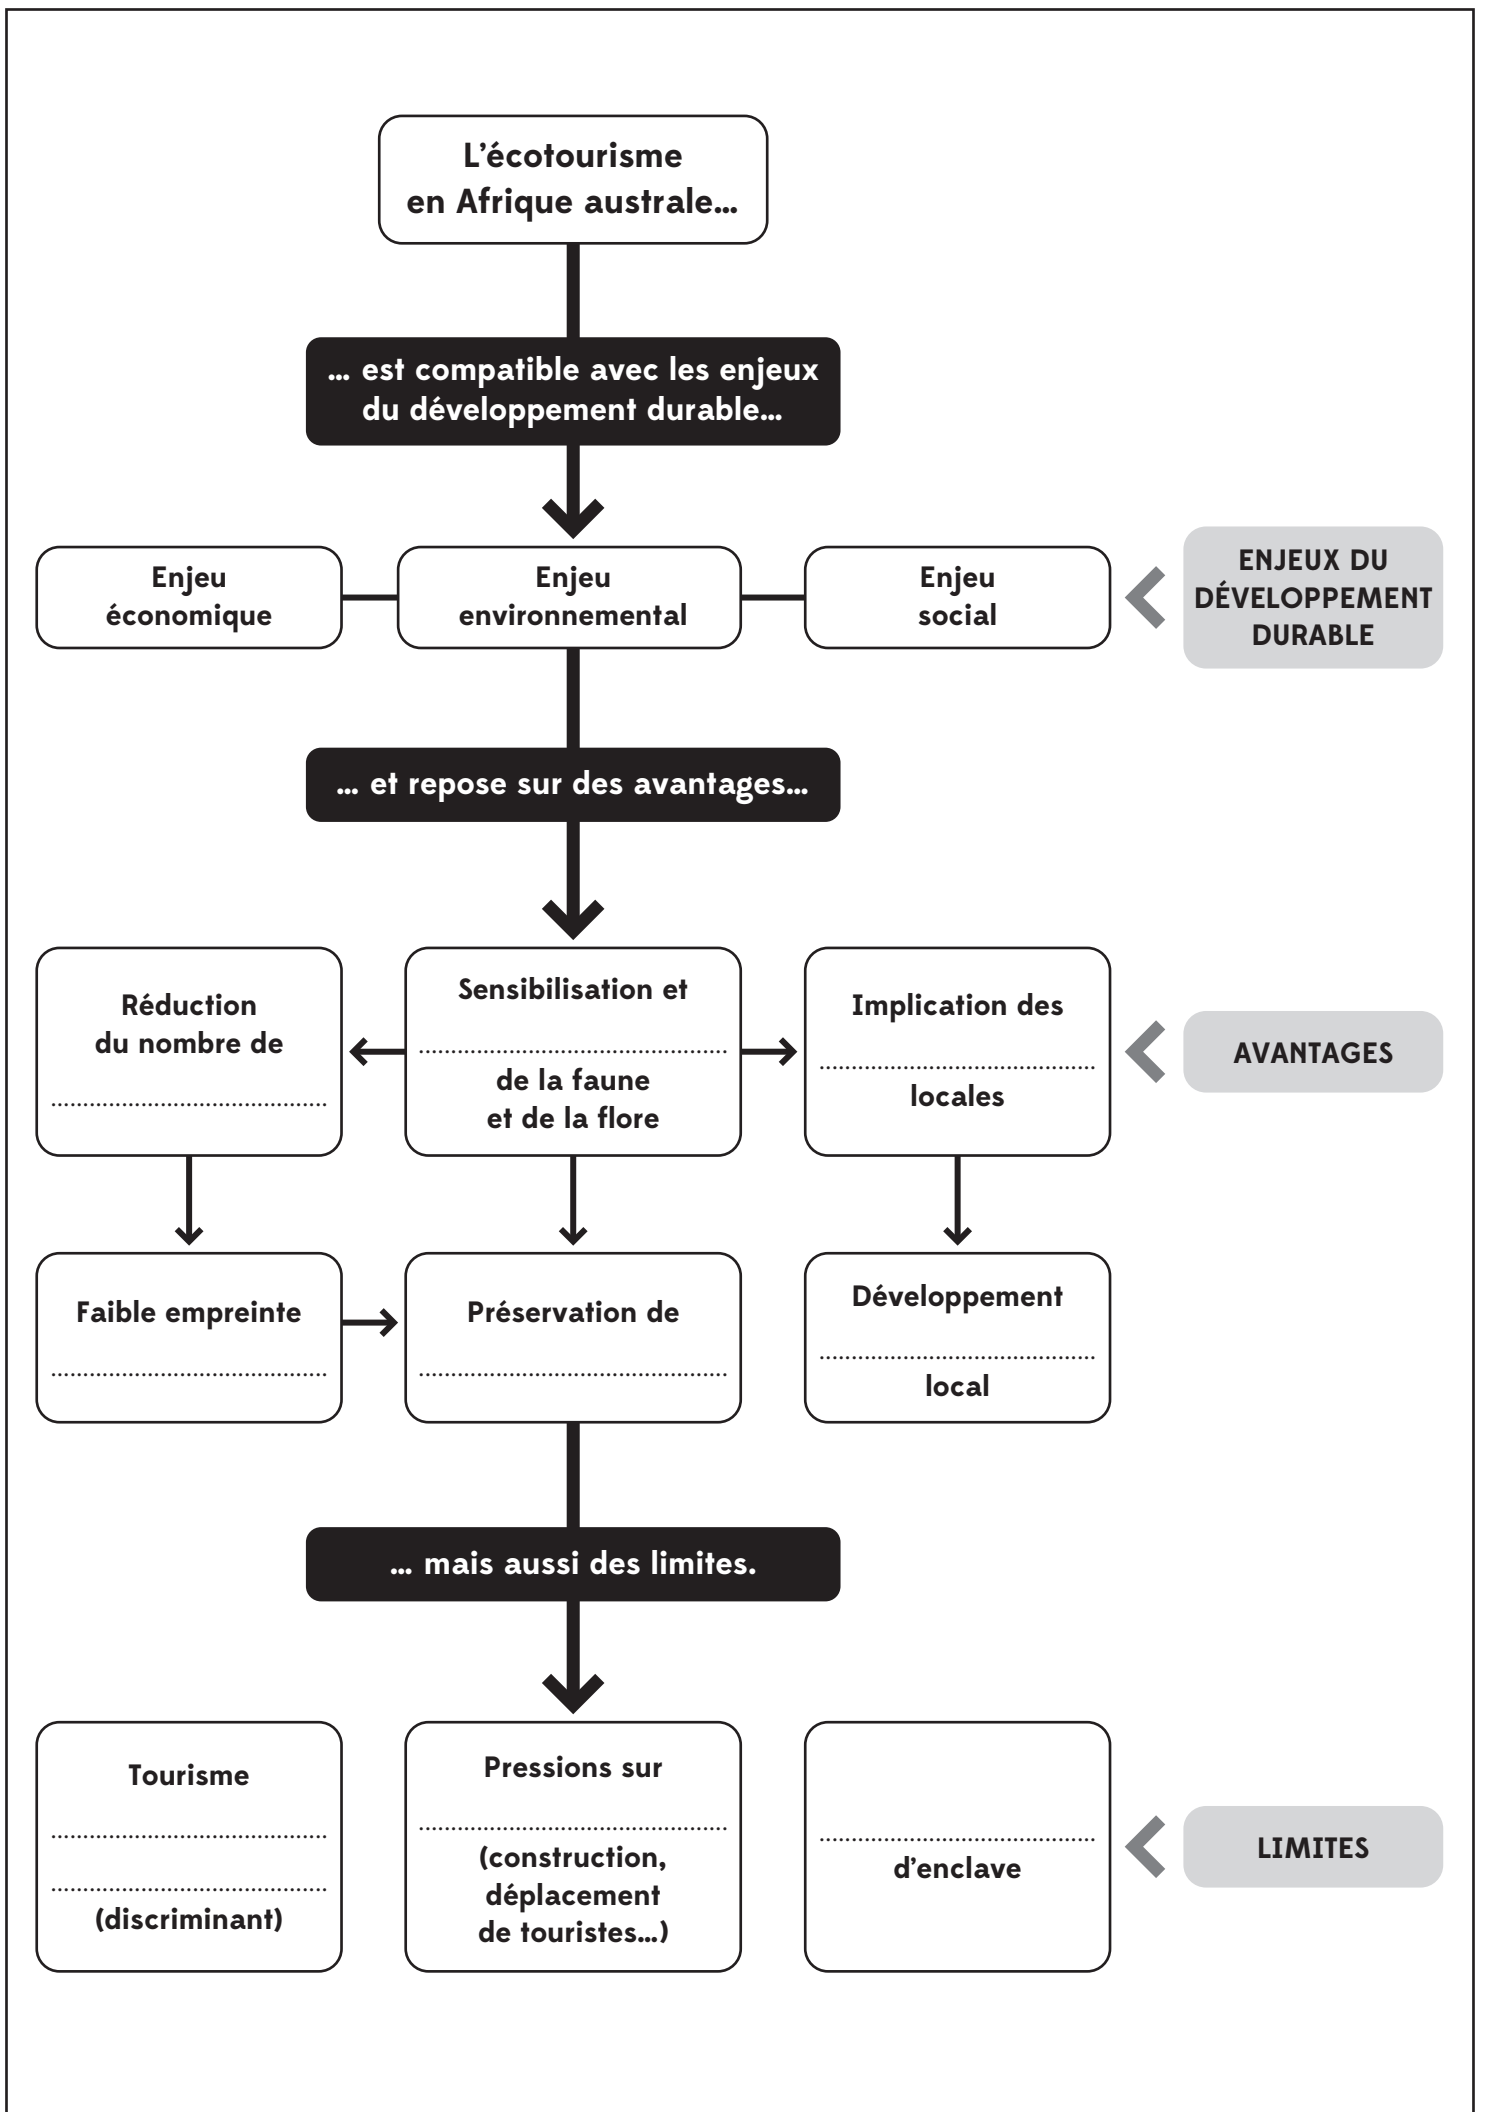 L’écotourisme
en Afrique australe...
... est compatible avec les enjeux
du développement durable...
Enjeu
économique
Enjeu
environnemental
Enjeu
social
ENJEUX DU
DÉVELOPPEMENT
DURABLE
... et repose sur des avantages...
Réduction
du nombre de
Sensibilisation et
de la faune
et de la flore
Implication des
locales
AVANTAGES
Faible empreinte
Préservation de
Développement
local
... mais aussi des limites.
Tourisme
(discriminant)
Pressions sur
(construction,
déplacement
de touristes...)
d’enclave
LIMITES